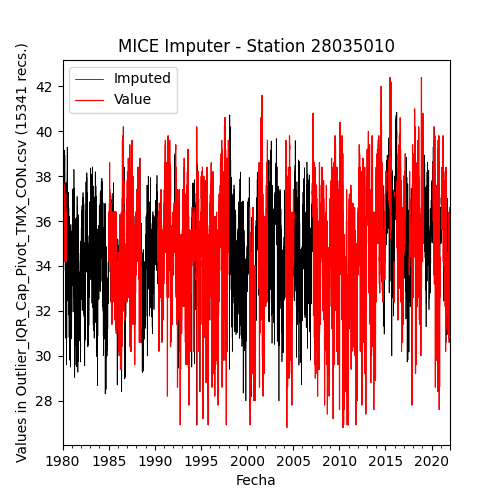 MICE Imputer - Station 28035010
Imputed
Value
42
40
38
36
34
32
30
28
Values in Outlier_IQR_Cap_Pivot_TMX_CON.csv (15341 recs.)
1980 1985 1990 1995 2000 2005 2010 2015 2020
Fecha